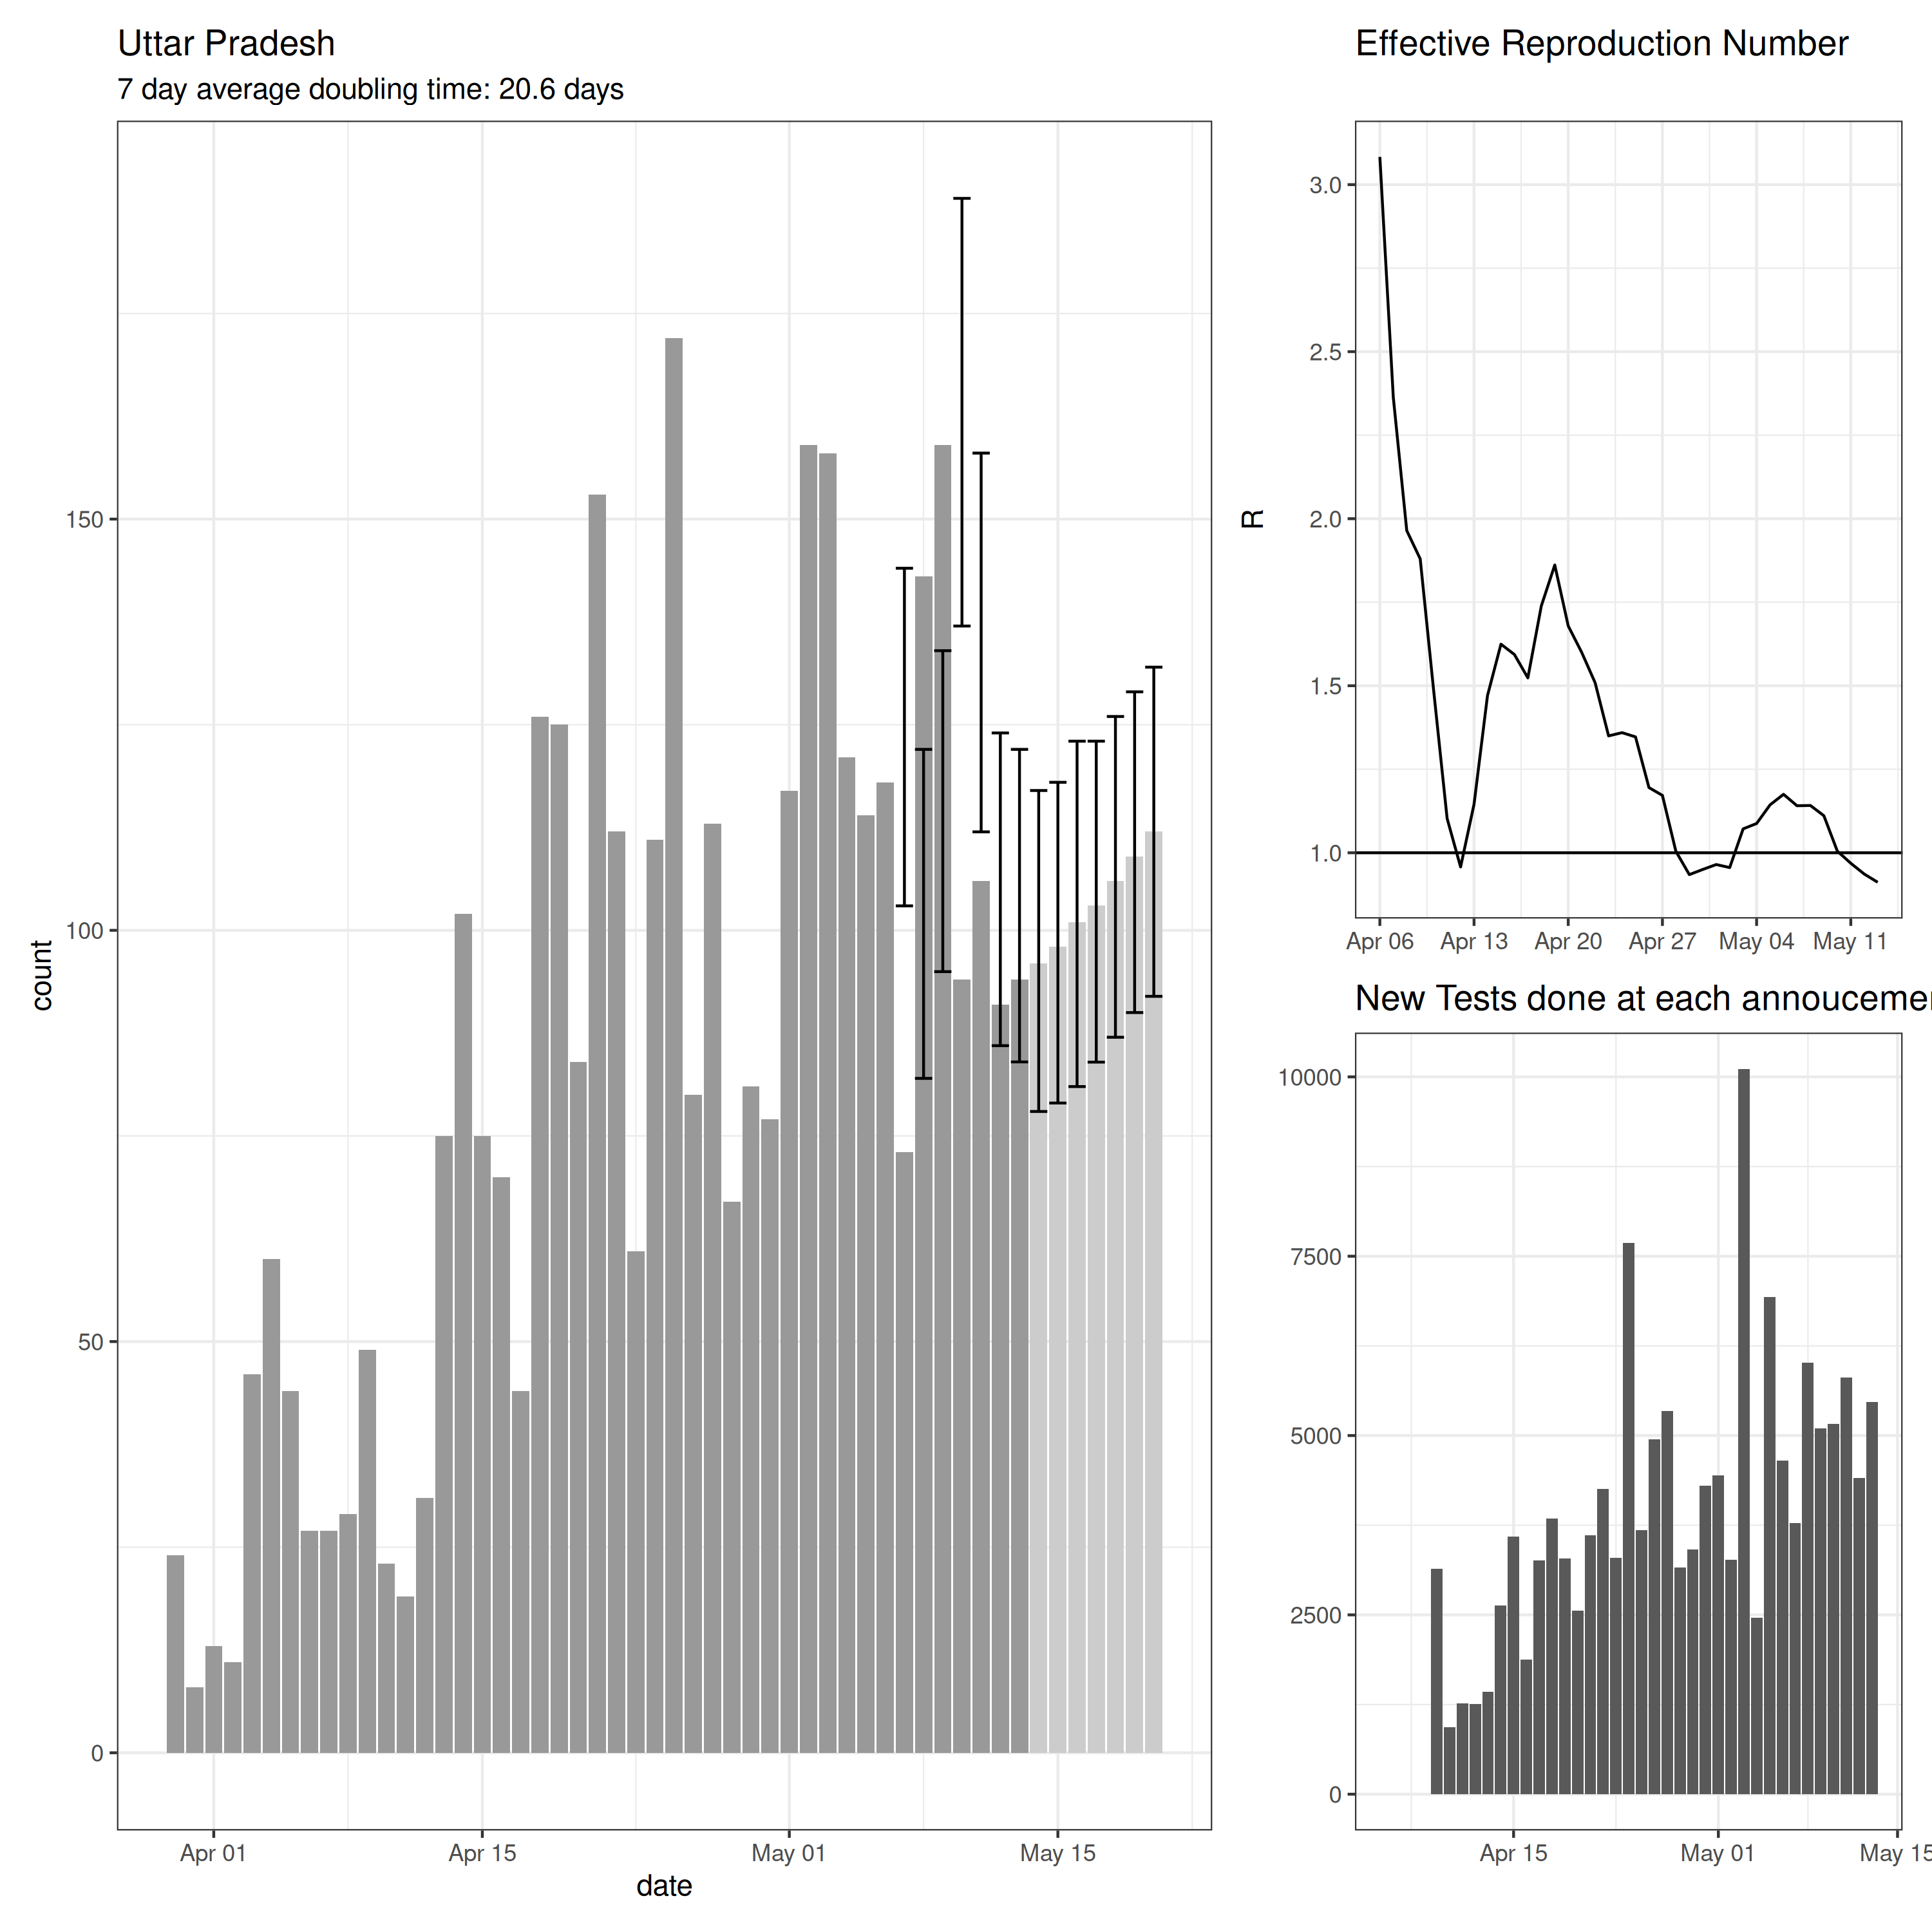 Uttar Pradesh
7 day average doubling time: 20.6 days
150
100
50
0
count
Apr 01 Apr 15 May 01 May 15
date
Effective Reproduction Number
3.0
2.5
2.0
1.5
1.0
R
Apr 06 Apr 13 Apr 20 Apr 27 May 04 May 11
New Tests done at each annouceme
10000
7500
5000
2500
0
Apr 15 May 01 May 15